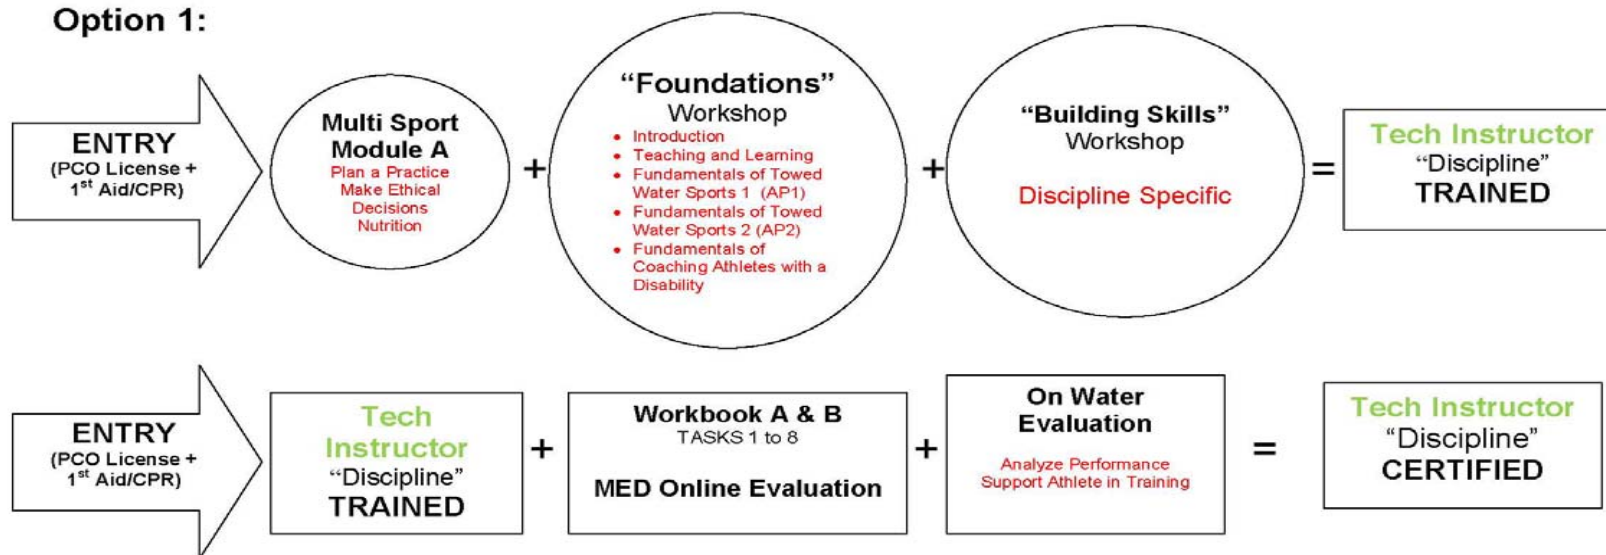 Option 1:
ENTRY
(PCO License +
1st Aid/CPR)
Multi Sport
Module A
Plan a Practice
Make Ethical
Decisions
Nutrition
+
“Foundations”
Workshop
• Introduction
• Teaching and Learning
• Fundamentals of Towed
Water Sports 1 (AP1)
• Fundamentals of Towed
Water Sports 2 (AP2)
• Fundamentals of
Coaching Athletes with a
Disability
+
“Building Skills”
Workshop
Discipline Specific
=
Tech Instructor
“Discipline”
TRAINED
ENTRY
(PCO License +
1st Aid/CPR)
Tech
Instructor
“Discipline”
TRAINED
+
Workbook A & B
TASKS 1 to 8
MED Online Evaluation
+
On Water
Evaluation
Analyze Performance
Support Athlete in Training
=
Tech Instructor
“Discipline”
CERTIFIED